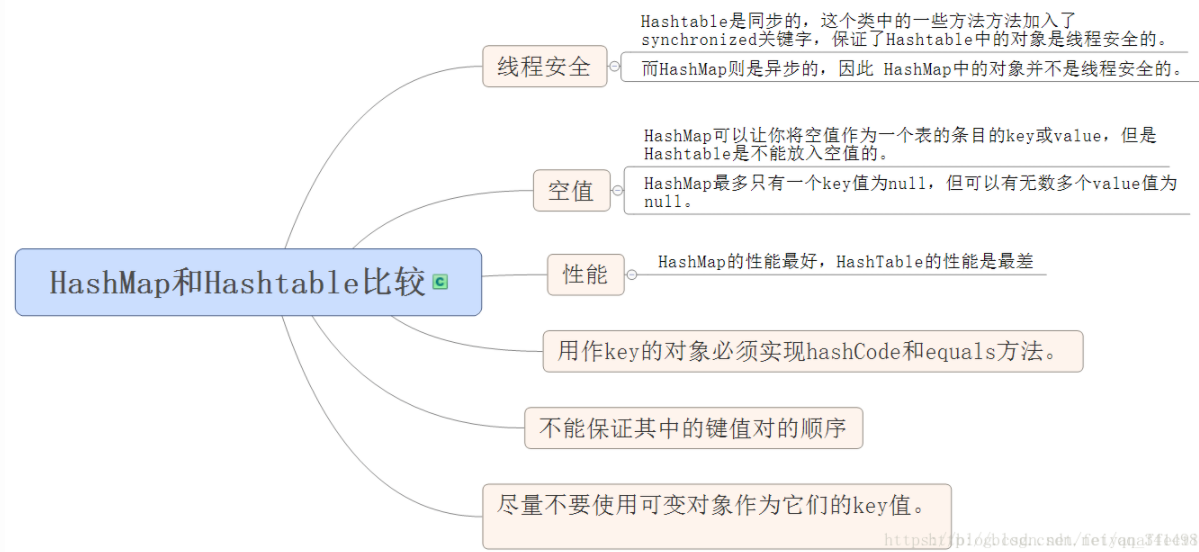 Hashtable是同步的，这个类中的一些方法方法加入了
synchronized关键字，保证了Hashtable中的对象是线程安全的。
线程安全
而HashMap则是异步的，因此 HashMap中的对象并不是线程安全的。
HashMap可以让你将空值作为一个表的条目的key或value，但是
Hashtable是不能放入空值的。
空值
HashMap最多只有一个key值为null，但可以有无数多个value值为
null。
性能
HashMap的性能最好，HashTable的性能是最差
HashMap和Hashtable比较
用作key的对象必须实现hashCode和equals方法。
不能保证其中的键值对的顺序
尽量不要使用可变对象作为它们的key值。